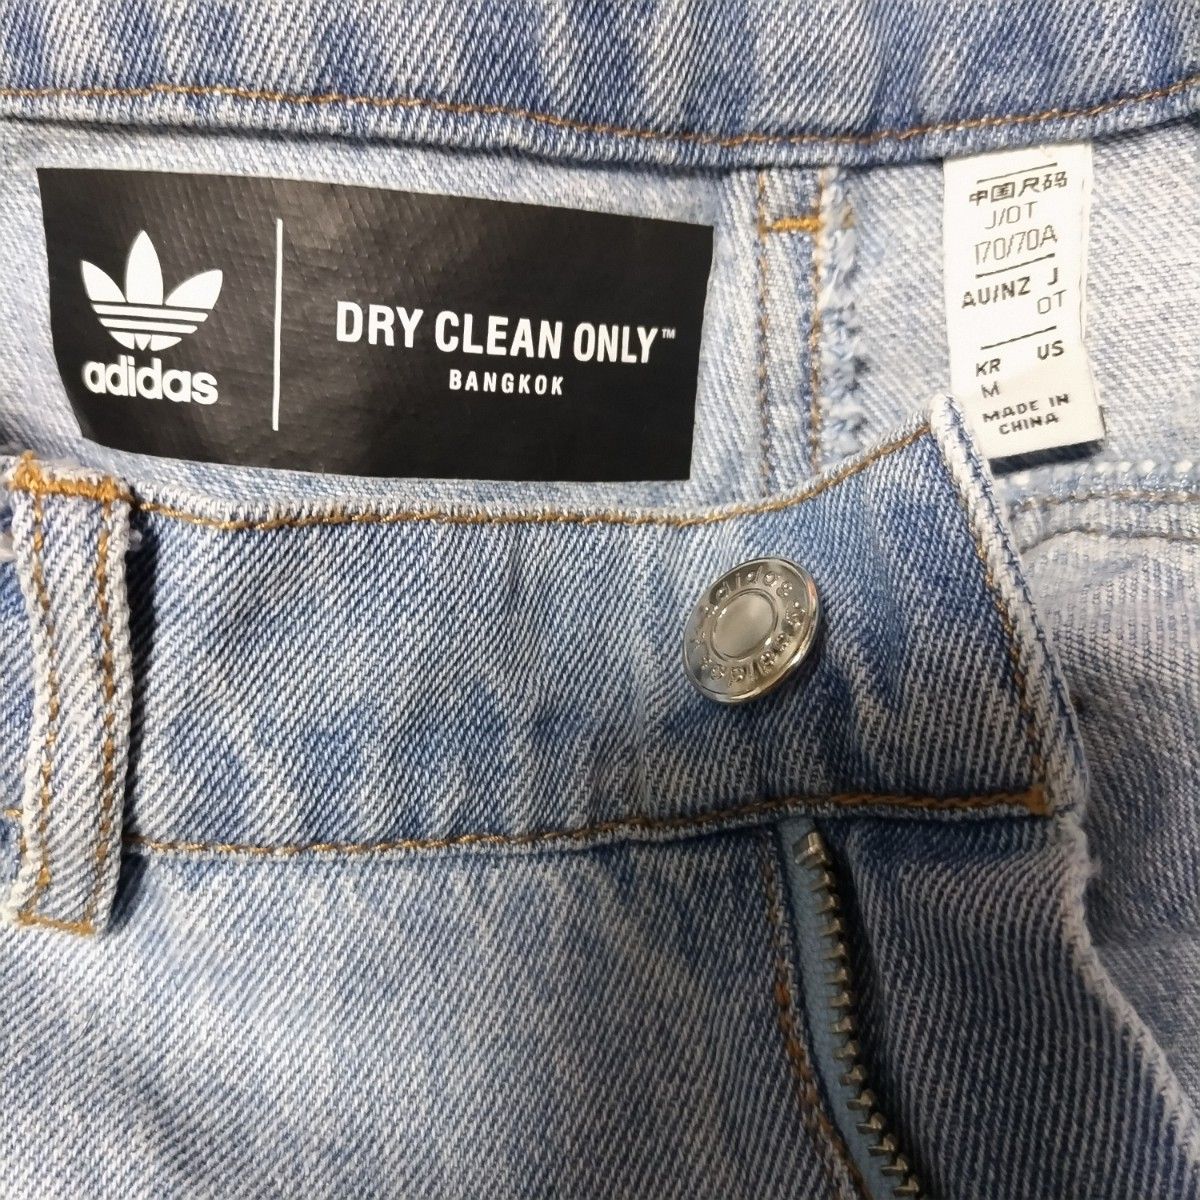 adidas
DRY CLEAN ONLY™
BANGKOK
中国尺码
J/OT
170/70A
AU/NZ J
OT
KR US
M
MADE IN
CHINA